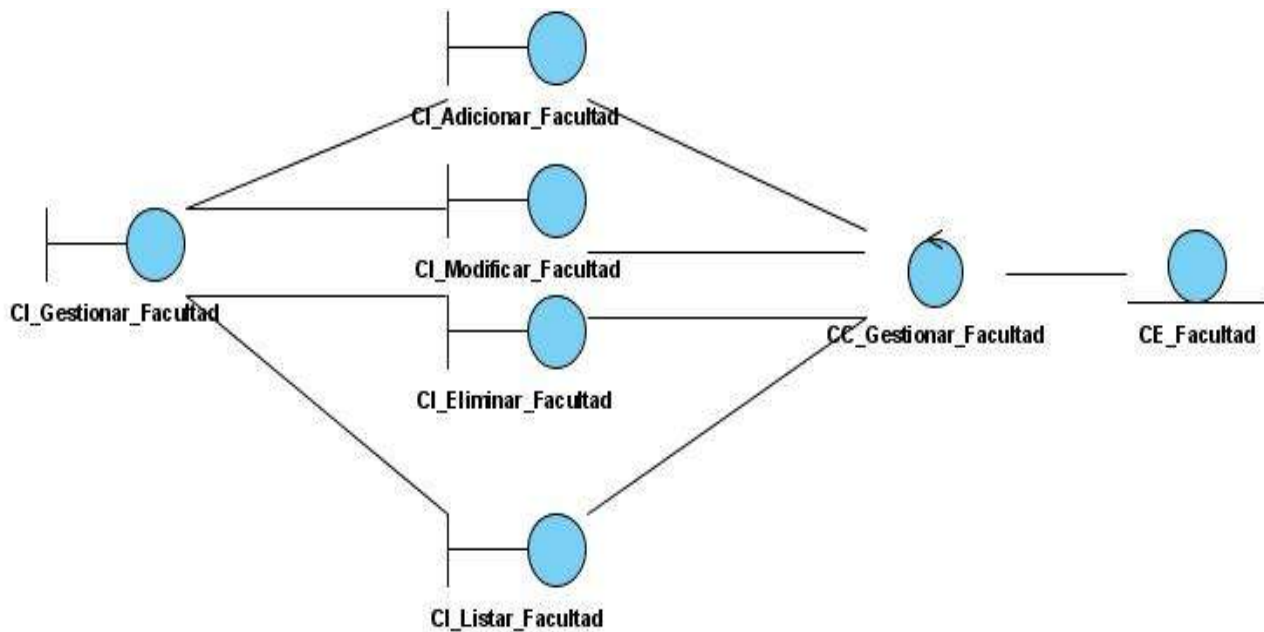 CI_Adicionar_Facultad
CI_Modificar_Facultad
CI_Gestionar_Facultad
CC_Gestionar_Facultad
CE_Facultad
CI_Eliminar_Facultad
CI_Listar_Facultad